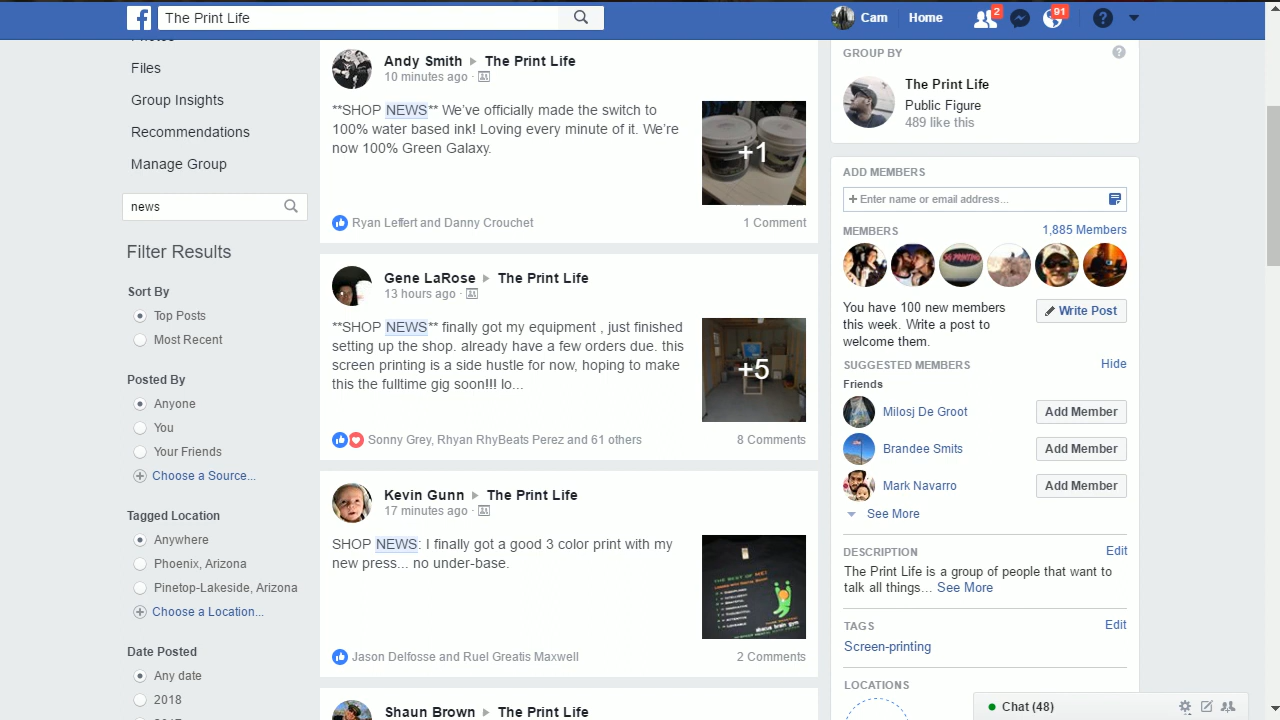 The Print Life
Cam
Home
2
91
Photos
Files
Group Insights
Recommendations
Manage Group
news
Filter Results
Sort By
Top Posts
Most Recent
Posted By
Anyone
You
Your Friends
Choose a Source...
Tagged Location
Anywhere
Phoenix, Arizona
Pinetop-Lakeside, Arizona
Choose a Location...
Date Posted
Any date
2018
Andy Smith The Print Life
10 minutes ago ·
**SHOP NEWS** We've officially made the switch to
100% water based ink! Loving every minute of it. We're
now 100% Green Galaxy.
+1
Ryan Leffert and Danny Crouchet
1 Comment
Gene LaRose The Print Life
13 hours ago ·
**SHOP NEWS** finally got my equipment , just finished
setting up the shop. already have a few orders due. this
screen printing is a side hustle for now, hoping to make
this the fulltime gig soon!!! lo...
+5
Sonny Grey, Rhyan RhyBeats Perez and 61 others
8 Comments
Kevin Gunn The Print Life
17 minutes ago ·
SHOP NEWS: I finally got a good 3 color print with my
new press... no under-base.
THE BEST OF ME!
Jason Delfosse and Ruel Greatis Maxwell
2 Comments
Shaun Brown The Print Life
GROUP BY
?
The Print Life
Public Figure
489 like this
ADD MEMBERS
+ Enter name or email address...
MEMBERS
1,885 Members
You have 100 new members
this week. Write a post to
welcome them.
Write Post
SUGGESTED MEMBERS
Hide
Friends
Milosj De Groot
Add Member
Brandee Smits
Add Member
Mark Navarro
Add Member
See More
DESCRIPTION
Edit
The Print Life is a group of people that want to
talk all things... See More
TAGS
Edit
Screen-printing
LOCATIONS
Chat (48)